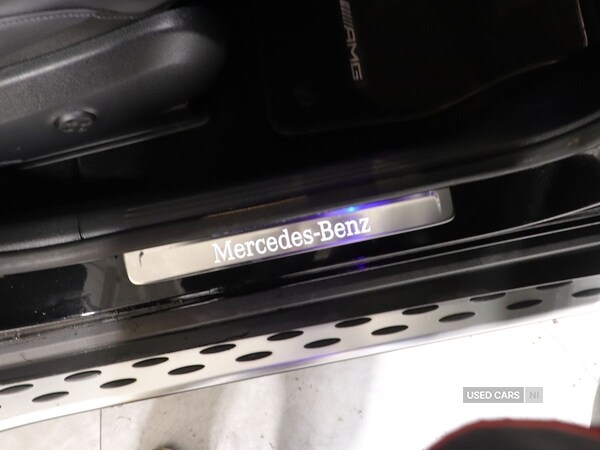 AMG
Mercedes-Benz
USED CARS NI